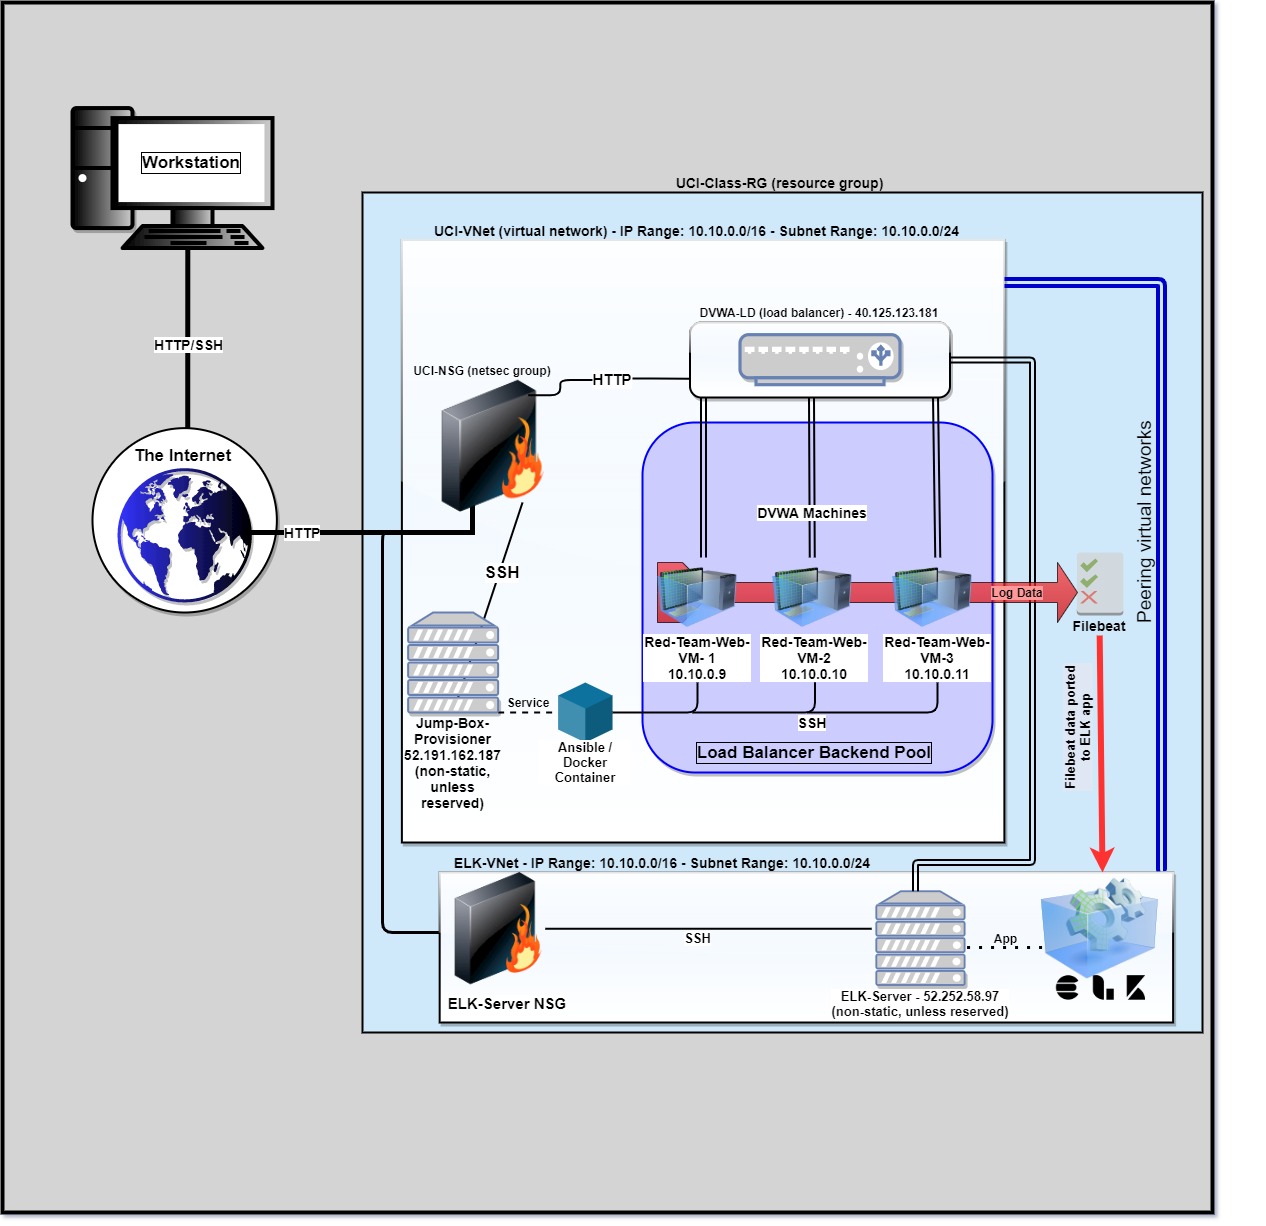 Workstation
HTTP/SSH
The Internet
HTTP
UCI-Class-RG (resource group)
UCI-VNet (virtual network) - IP Range: 10.10.0.0/16 - Subnet Range: 10.10.0.0/24
DVWA-LD (load balancer) - 40.125.123.181
UCI-NSG (netsec group)
HTTP
SSH
DVWA Machines
Log Data
Filebeat
Peering virtual networks
Red-Team-Web-
VM- 1
10.10.0.9
Red-Team-Web-
VM-2
10.10.0.10
Red-Team-Web-
VM-3
10.10.0.11
Service
SSH
Jump-Box-
Provisioner
52.191.162.187
(non-static,
unless
reserved)
Ansible /
Docker
Container
Load Balancer Backend Pool
Filebeat data ported
to ELK app
ELK-VNet - IP Range: 10.10.0.0/16 - Subnet Range: 10.10.0.0/24
SSH
App
ELK-Server NSG
ELK-Server - 52.252.58.97
(non-static, unless reserved)
ELK